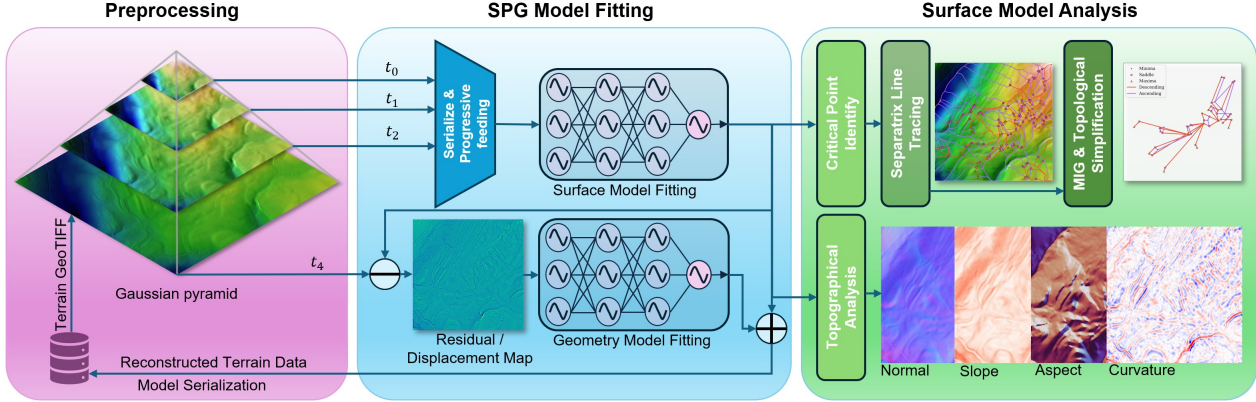 Preprocessing
SPG Model Fitting
Surface Model Analysis
t0
t1
t2
t4
Gaussian pyramid
Terrain GeoTIFF
Reconstructed Terrain Data
Model Serialization
Serialize &
Progressive
feeding
Surface Model Fitting
Residual /
Displacement Map
Geometry Model Fitting
Critical Point
Identify
Separatrix Line
Tracing
MIG & Topological
Simplification
Minima
Saddle
Maxima
Descending
Ascending
Topographical
Analysis
Normal
Slope
Aspect
Curvature